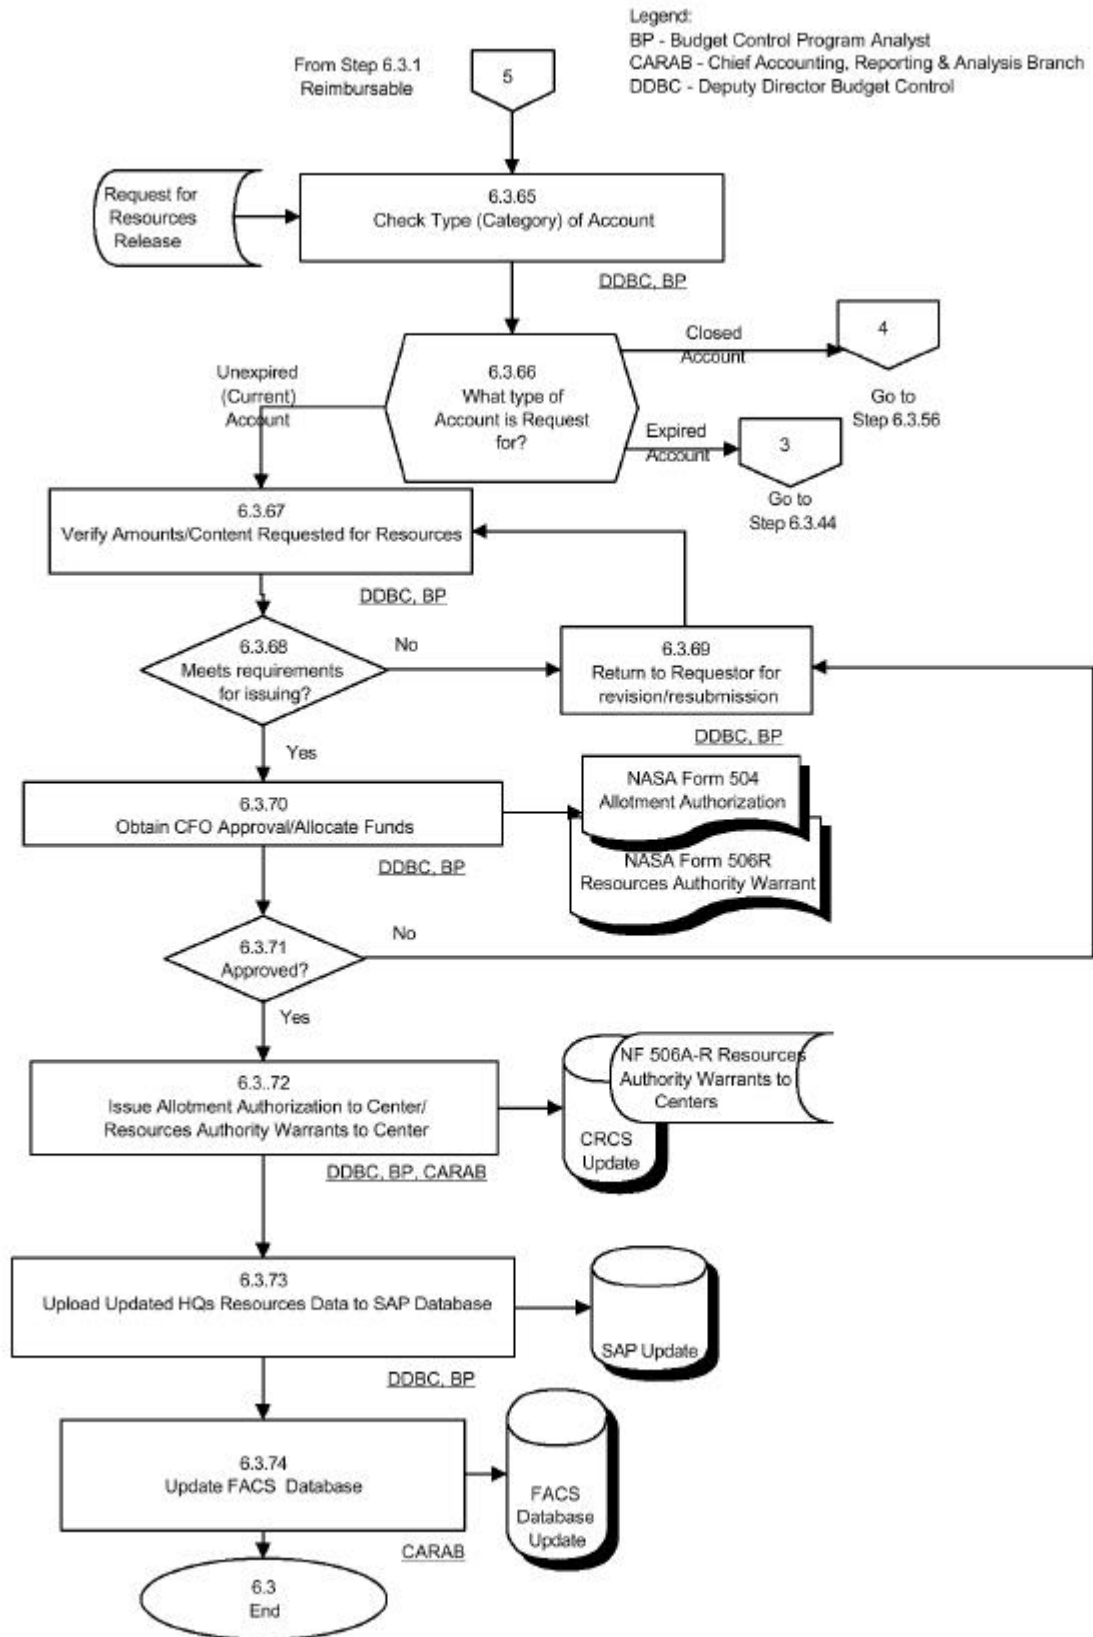 Legend:
BP - Budget Control Program Analyst
CARAB - Chief Accounting, Reporting & Analysis Branch
DDBC - Deputy Director Budget Control
From Step 6.3.1
Reimbursable
5
Request for
Resources
Release
6.3.65
Check Type (Category) of Account
DDBC, BP
6.3.66
What type of
Account is Request
for?
Closed
Account
4
Go to
Step 6.3.56
Unexpired
(Current)
Account
Expired
Account
3
Go to
Step 6.3.44
6.3.67
Verify Amounts/Content Requested for Resources
DDBC, BP
6.3.68
Meets requirements
for issuing?
No
6.3.69
Return to Requestor for
revision/resubmission
DDBC, BP
Yes
6.3.70
Obtain CFO Approval/Allocate Funds
DDBC, BP
NASA Form 504
Allotment Authorization
NASA Form 506R
Resources Authority Warrant
6.3.71
Approved?
No
Yes
6.3..72
Issue Allotment Authorization to Center/
Resources Authority Warrants to Center
DDBC, BP, CARAB
NF 506A-R Resources
Authority Warrants to
Centers
CRCS
Update
6.3.73
Upload Updated HQs Resources Data to SAP Database
DDBC, BP
SAP Update
6.3.74
Update FACS Database
CARAB
FACS
Database
Update
6.3
End